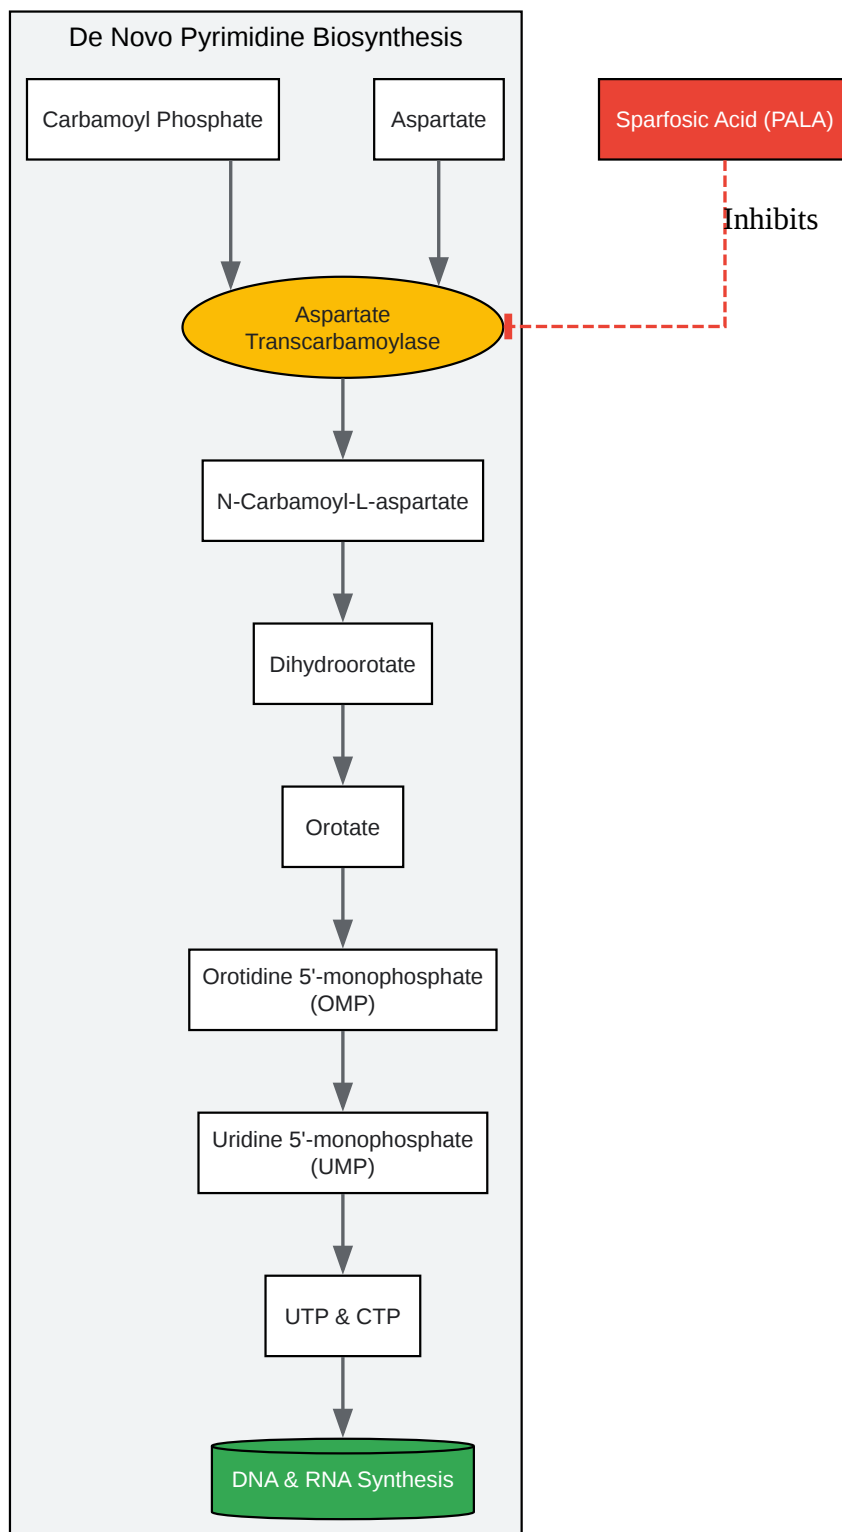 De Novo Pyrimidine Biosynthesis
Carbamoyl Phosphate
Aspartate
Sparfosic Acid (PALA)
Inhibits
Aspartate
Transcarbamoylase
N-Carbamoyl-L-aspartate
Dihydroorotate
Orotate
Orotidine 5'-monophosphate
(OMP)
Uridine 5'-monophosphate
(UMP)
UTP & CTP
DNA & RNA Synthesis